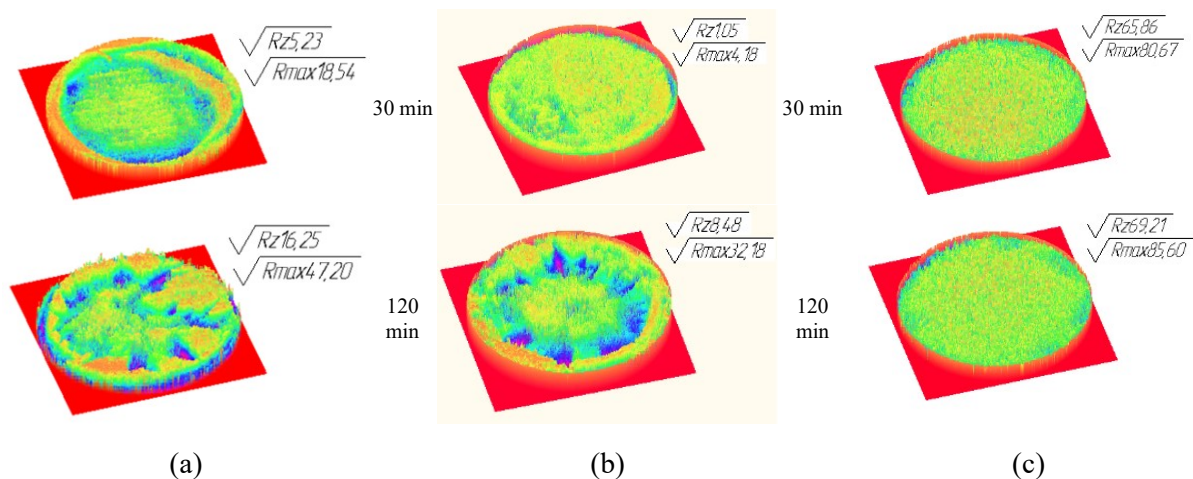 Rz5,23
Rmax18,54
30 min
Rz1,05
Rmax4,18
30 min
Rz65,86
Rmax80,67
Rz16,25
Rmax47,20
120
min
Rz8,48
Rmax32,18
120
min
Rz69,21
Rmax85,60
(a)
(b)
(c)